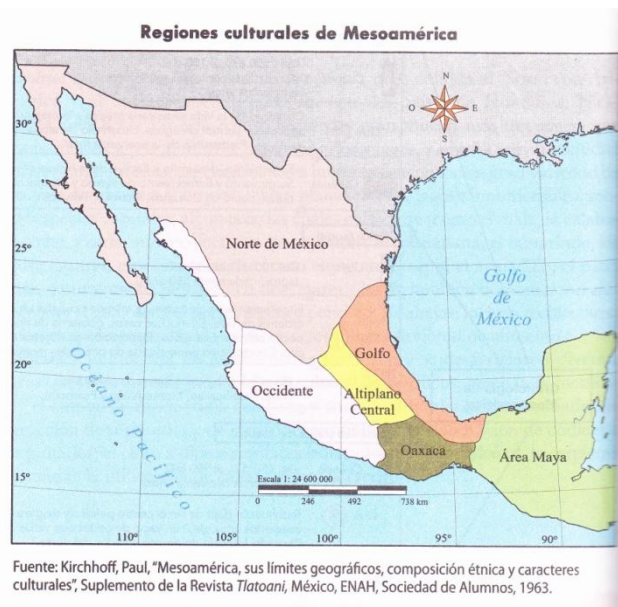 Regiones culturales de Mesoamérica
N
O
E
S
30°
25°
20°
15°
Norte de México
Golfo
de
México
Golfo
Altiplano
Central
Occidente
Oaxaca
Área Maya
Océano Pacífico
Escala 1: 24 600 000
0 246 492 738 km
110° 105° 100° 95° 90°
Fuente: Kirchhoff, Paul, "Mesoamérica, sus límites geográficos, composición étnica y caracteres
culturales", Suplemento de la Revista Tlatoani, México, ENAH, Sociedad de Alumnos, 1963.